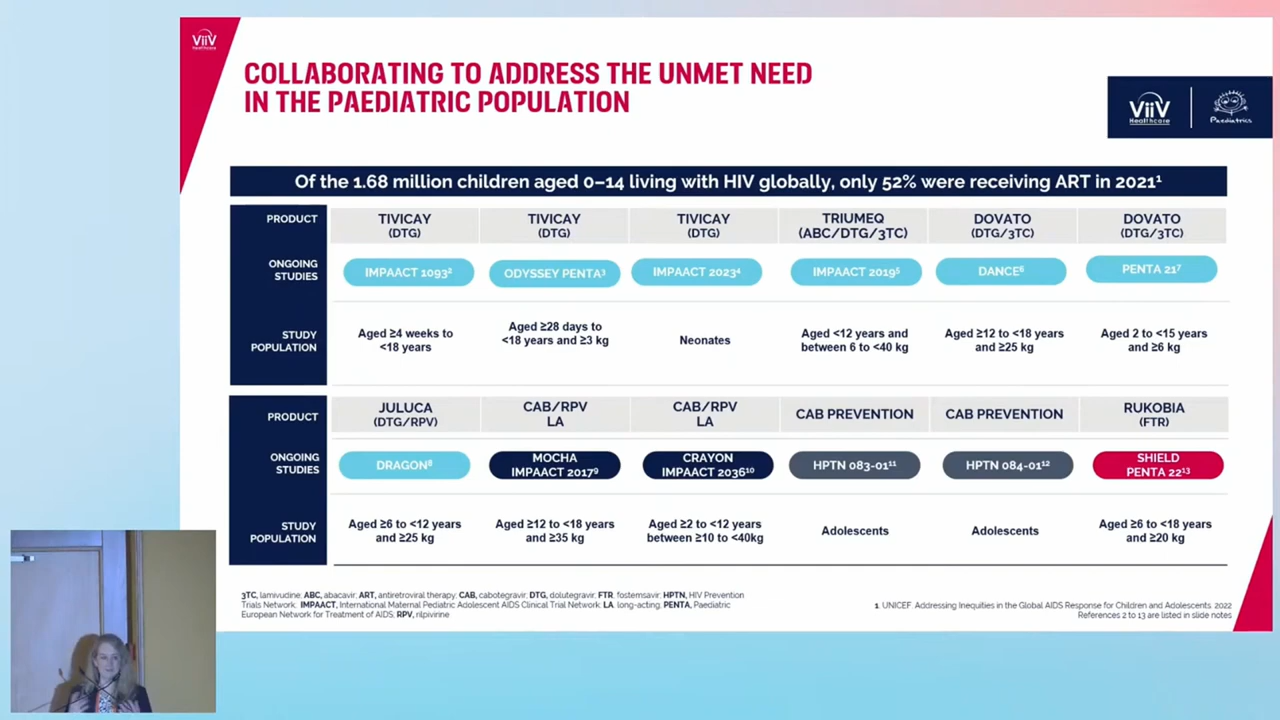 ViiV
Healthcare
COLLABORATING TO ADDRESS THE UNMET NEED
IN THE PAEDIATRIC POPULATION
ViiV
Healthcare
Paediatrics
Of the 1.68 million children aged 0–14 living with HIV globally, only 52% were receiving ART in 2021¹
PRODUCT
TIVICAY
(DTG)
TIVICAY
(DTG)
TIVICAY
(DTG)
TRIUMEQ
(ABC/DTG/3TC)
DOVATO
(DTG/3TC)
DOVATO
(DTG/3TC)
ONGOING
STUDIES
IMPAACT 1093²
ODYSSEY PENTA³
IMPAACT 2023⁴
IMPAACT 2019⁵
DANCE⁶
PENTA 21⁷
STUDY
POPULATION
Aged ≥4 weeks to
<18 years
Aged ≥28 days to
<18 years and ≥3 kg
Neonates
Aged <12 years and
between 6 to <40 kg
Aged ≥12 to <18 years
and ≥25 kg
Aged 2 to <15 years
and ≥6 kg
PRODUCT
JULUCA
(DTG/RPV)
CAB/RPV
LA
CAB/RPV
LA
CAB PREVENTION
CAB PREVENTION
RUKOBIA
(FTR)
ONGOING
STUDIES
DRAGON⁸
MOCHA
IMPAACT 2017⁹
CRAYON
IMPAACT 2036¹⁰
HPTN 083-01¹¹
HPTN 084-01¹²
SHIELD
PENTA 22¹³
STUDY
POPULATION
Aged ≥6 to <12 years
and ≥25 kg
Aged ≥12 to <18 years
and ≥35 kg
Aged ≥2 to <12 years
between ≥10 to <40kg
Adolescents
Adolescents
Aged ≥6 to <18 years
and ≥20 kg
3TC, lamivudine; ABC, abacavir; ART, antiretroviral therapy; CAB, cabotegravir; DTG, dolutegravir; FTR, fostemsavir; HPTN, HIV Prevention
Trials Network; IMPAACT, International Maternal Pediatric Adolescent AIDS Clinical Trial Network; LA, long-acting; PENTA, Paediatric
European Network for Treatment of AIDS; RPV, rilpivirine
1. UNICEF. Addressing Inequities in the Global AIDS Response for Children and Adolescents. 2022
References 2 to 13 are listed in slide notes